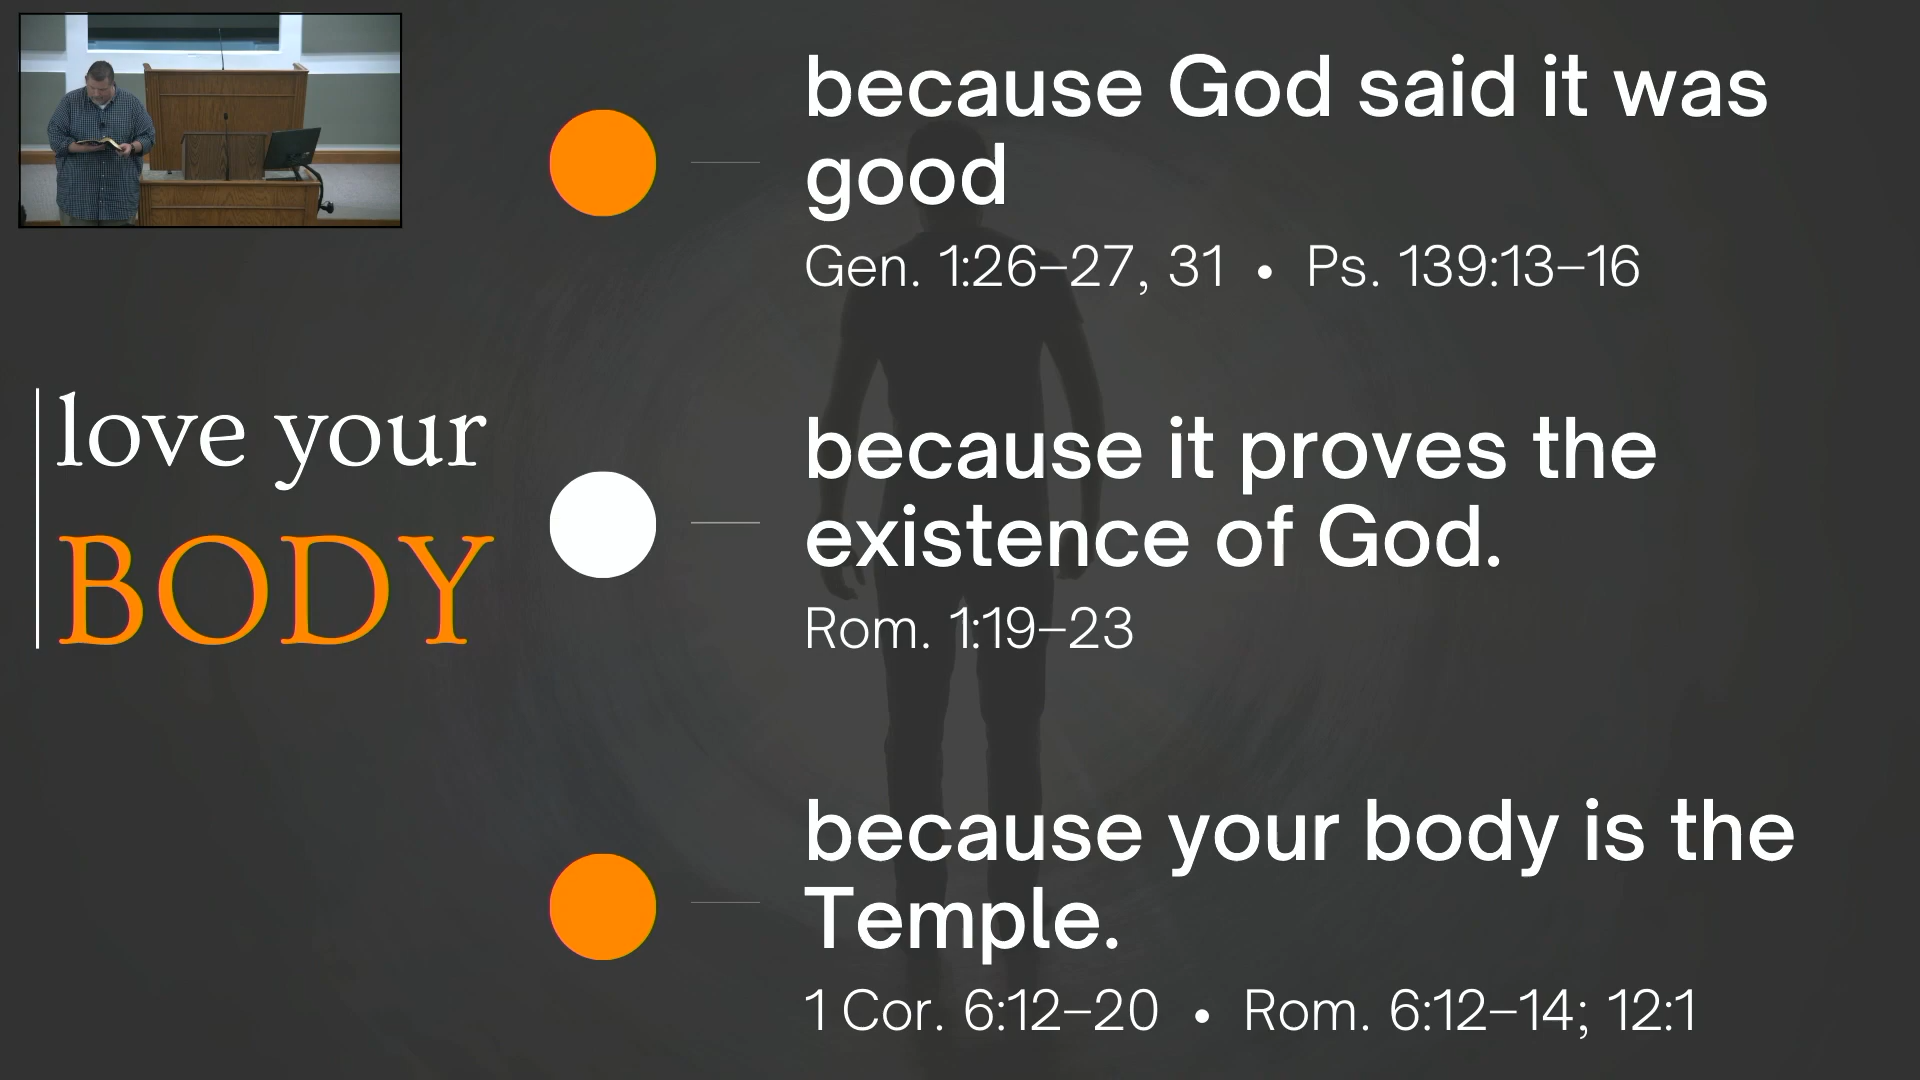 love your
BODY
because God said it was
good
Gen. 1:26–27, 31 • Ps. 139:13–16
because it proves the
existence of God.
Rom. 1:19–23
because your body is the
Temple.
1 Cor. 6:12–20 • Rom. 6:12–14; 12:1